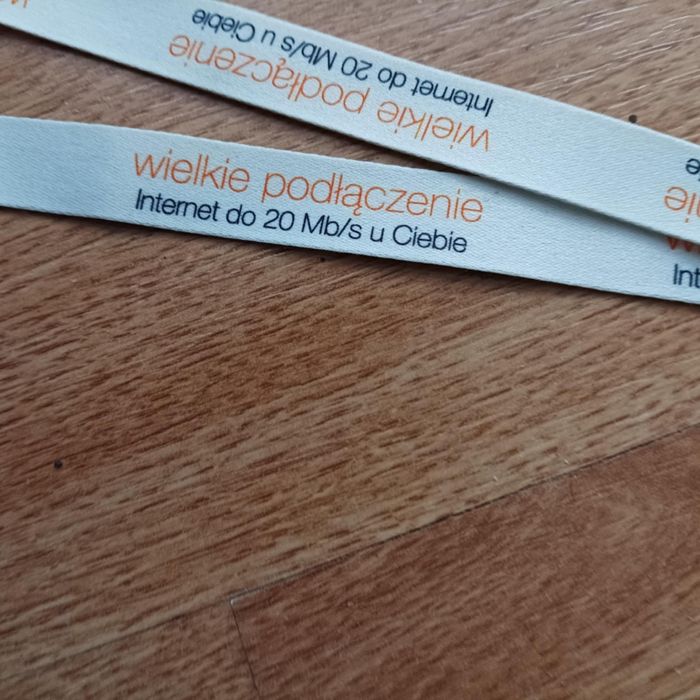 Internet do 20 Mb/s u Ciebie
wielkie podłączenie
wielkie podłączenie
Internet do 20 Mb/s u Ciebie